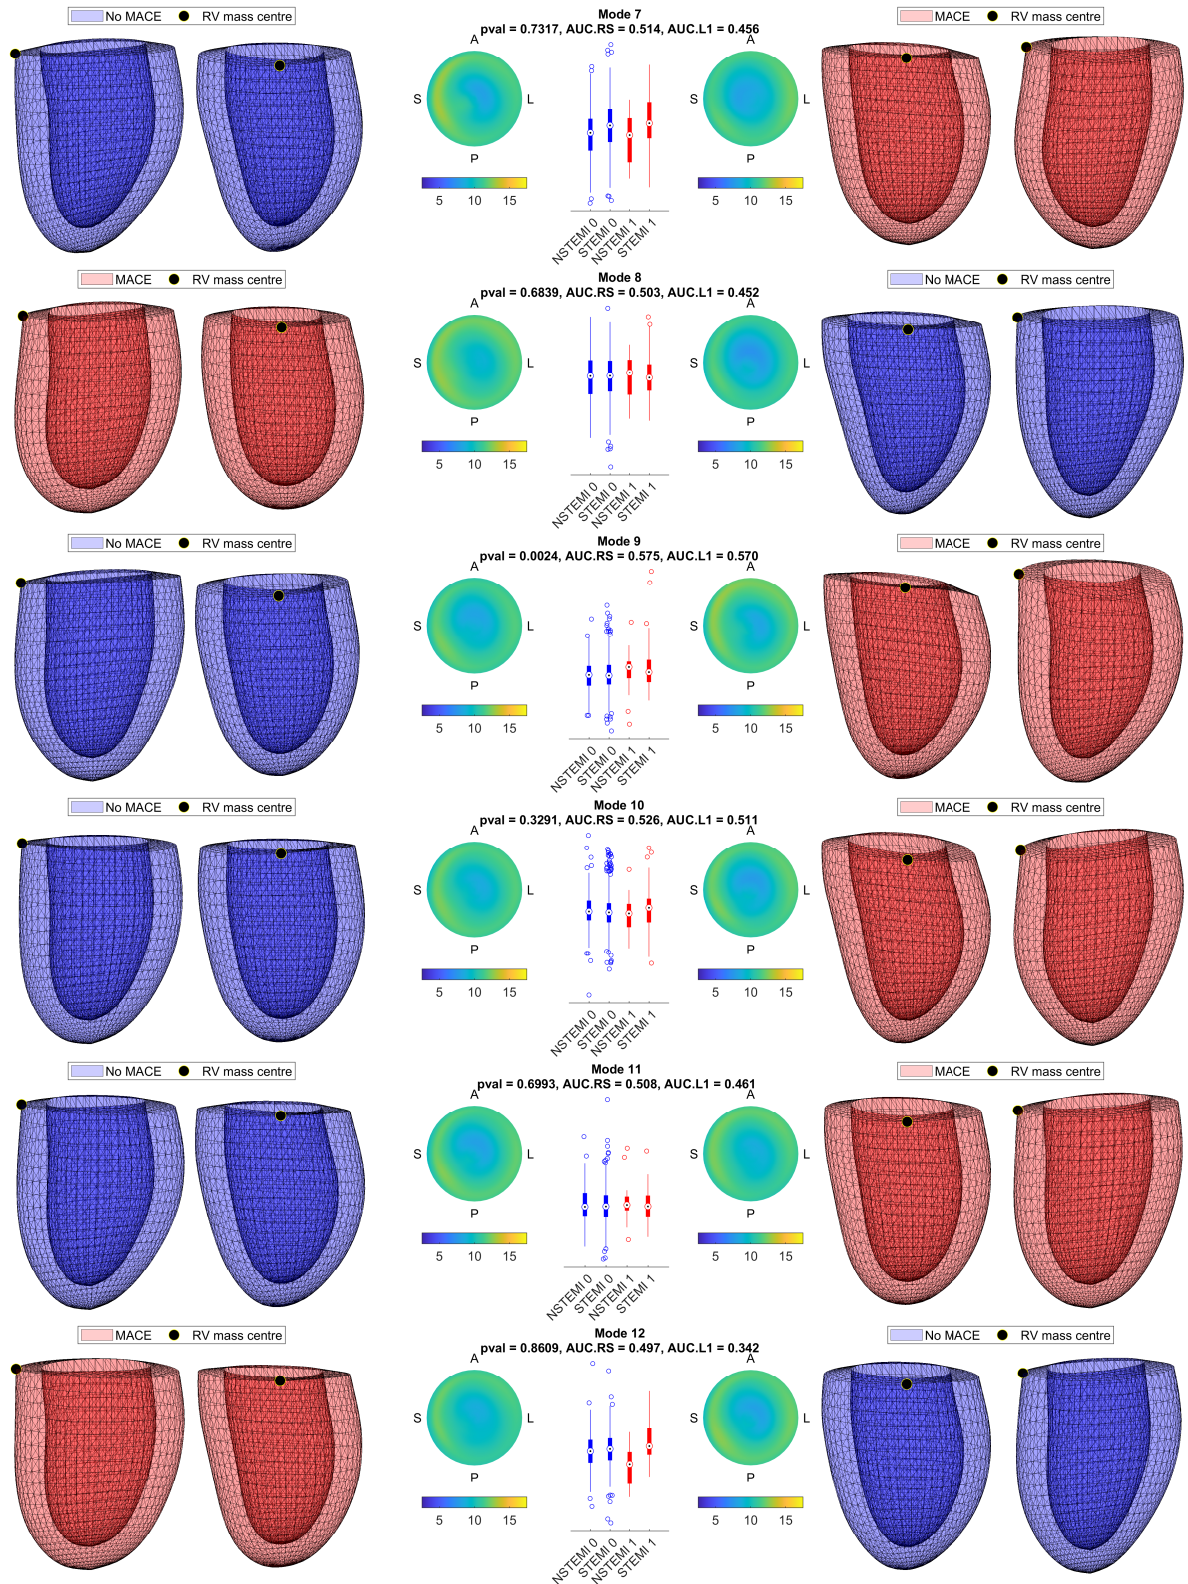 No MACE RV mass centre
Mode 7
pval = 0.7317, AUC.RS = 0.514, AUC.L1 = 0.456
MACE RV mass centre
A
S L
P
5 10 15
NSTEMI 0
STEMI 0
NSTEMI 1
STEMI 1
A
S L
P
5 10 15
MACE RV mass centre
Mode 8
pval = 0.6839, AUC.RS = 0.503, AUC.L1 = 0.452
No MACE RV mass centre
A
S L
P
5 10 15
NSTEMI 0
STEMI 0
NSTEMI 1
STEMI 1
A
S L
P
5 10 15
No MACE RV mass centre
Mode 9
pval = 0.0024, AUC.RS = 0.575, AUC.L1 = 0.570
MACE RV mass centre
A
S L
P
5 10 15
NSTEMI 0
STEMI 0
NSTEMI 1
STEMI 1
A
S L
P
5 10 15
No MACE RV mass centre
Mode 10
pval = 0.3291, AUC.RS = 0.526, AUC.L1 = 0.511
MACE RV mass centre
A
S L
P
5 10 15
NSTEMI 0
STEMI 0
NSTEMI 1
STEMI 1
A
S L
P
5 10 15
No MACE RV mass centre
Mode 11
pval = 0.6993, AUC.RS = 0.508, AUC.L1 = 0.461
MACE RV mass centre
A
S L
P
5 10 15
NSTEMI 0
STEMI 0
NSTEMI 1
STEMI 1
A
S L
P
5 10 15
MACE RV mass centre
Mode 12
pval = 0.8609, AUC.RS = 0.497, AUC.L1 = 0.342
No MACE RV mass centre
A
S L
P
5 10 15
NSTEMI 0
STEMI 0
NSTEMI 1
STEMI 1
A
S L
P
5 10 15